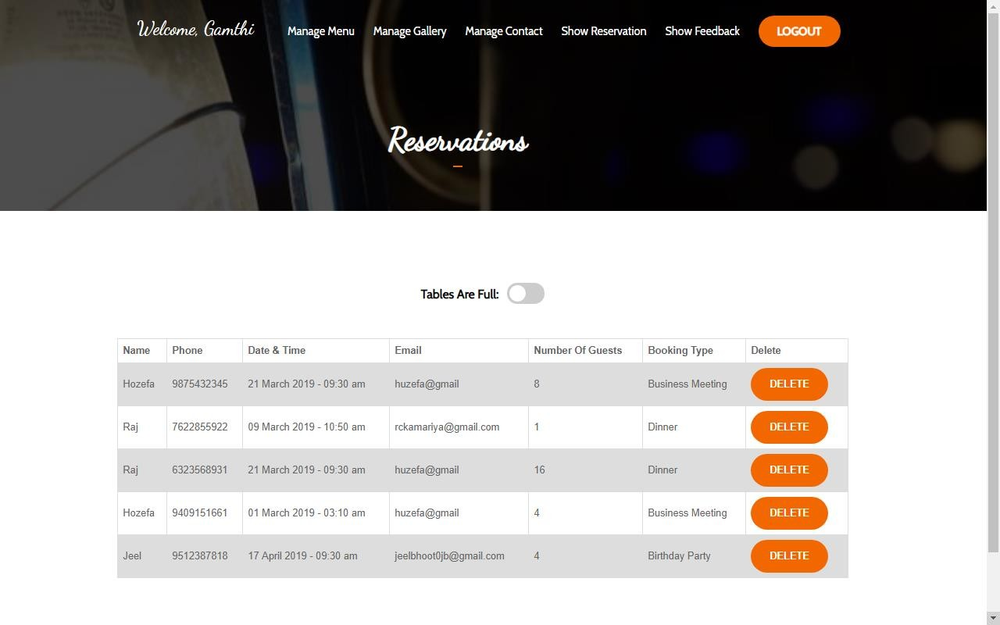 Welcome, Gamthi Manage Menu Manage Gallery Manage Contact Show Reservation Show Feedback LOGOUT
Reservations
Tables Are Full:
Name Phone Date & Time Email Number Of Guests Booking Type Delete
Hozefa 9875432345 21 March 2019 - 09:30 am huzefa@gmail 8 Business Meeting DELETE
Raj 7622855922 09 March 2019 - 10:50 am rckamariya@gmail.com 1 Dinner DELETE
Raj 6323568931 21 March 2019 - 09:30 am huzefa@gmail 16 Dinner DELETE
Hozefa 9409151661 01 March 2019 - 03:10 am huzefa@gmail 4 Business Meeting DELETE
Jeel 9512387818 17 April 2019 - 09:30 am jeelbhoot0jb@gmail.com 4 Birthday Party DELETE